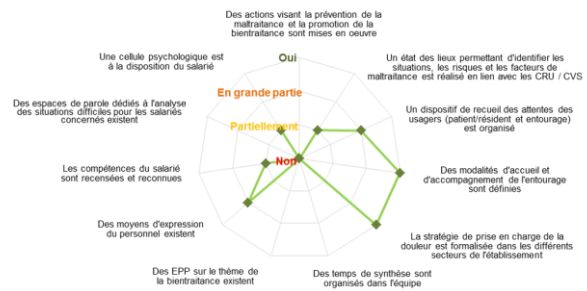 Des actions visant la prévention de la
maltraitance et la promotion de la
bientraitance sont mises en oeuvre
Oui
En grande partie
Partiellement
Non
Un état des lieux permettant d'identifier les
situations, les risques et les facteurs de
maltraitance est réalisé en lien avec les CRU / CVS
Un dispositif de recueil des attentes des
usagers (patient/résident et entourage) est
organisé
Des modalités d'accueil et
d'accompagnement de l'entourage
sont définies
La stratégie de prise en charge de la
douleur est formalisée dans les différents
secteurs de l'établissement
Des temps de synthèse sont
organisés dans l'équipe
Des EPP sur le thème de
la bientraitance existent
Des moyens d'expression
du personnel existent
Les compétences du salarié
sont recensées et reconnues
Des espaces de parole dédiés à l'analyse
des situations difficiles pour les salariés
concernés existent
Une cellule psychologique est
à la disposition du salarié